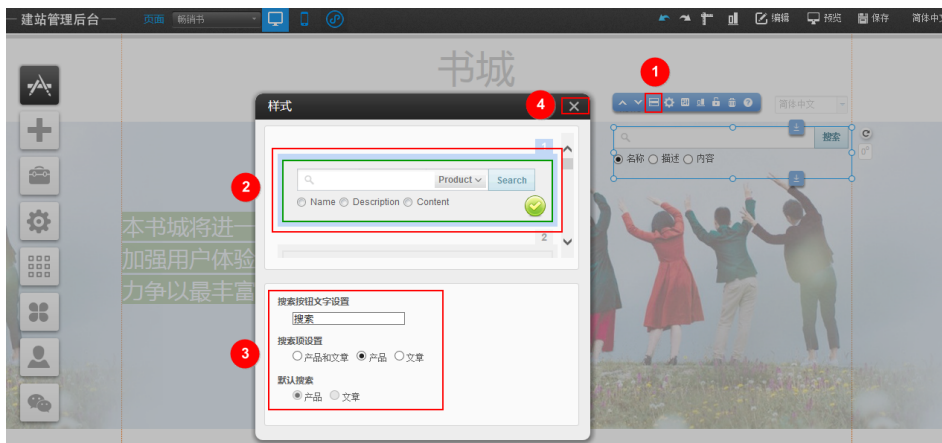 建站管理后台 页面 畅销书 编辑 预览 保存 简体中文
书城
1
样式 4
简体中文
1
搜索
名称 描述 内容
2
Product Search
Name Description Content
2
本书城将进一
加强用户体验
力争以最丰富
搜索按钮文字设置
搜索
搜索项设置
3
产品和文章 产品 文章
默认搜索
产品 文章